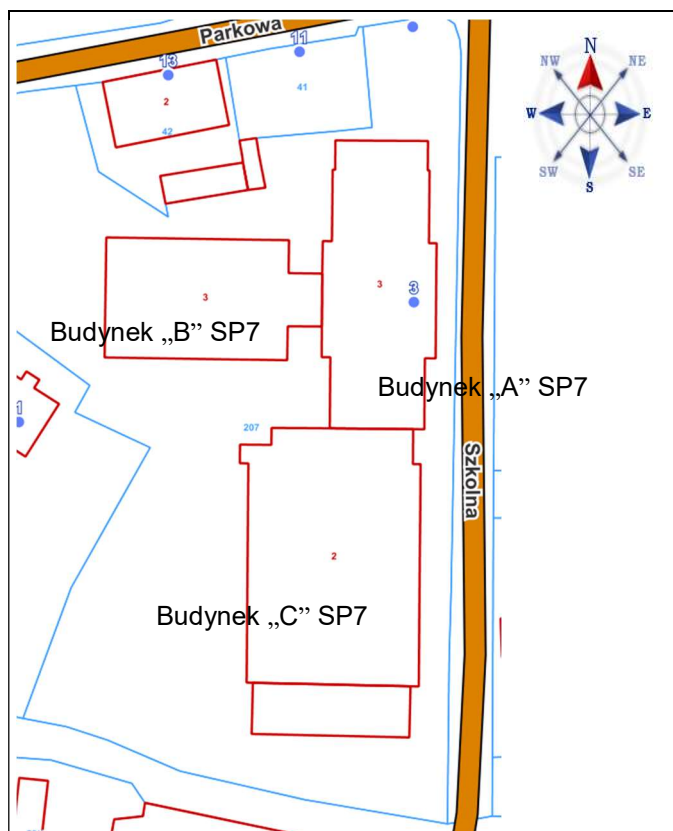 Parkowa
13
11
2
42
41
N
NW
NE
W
E
SW
SE
S
3
3
3
Budynek „B” SP7
Budynek „A” SP7
1
207
Szkolna
2
Budynek „C” SP7